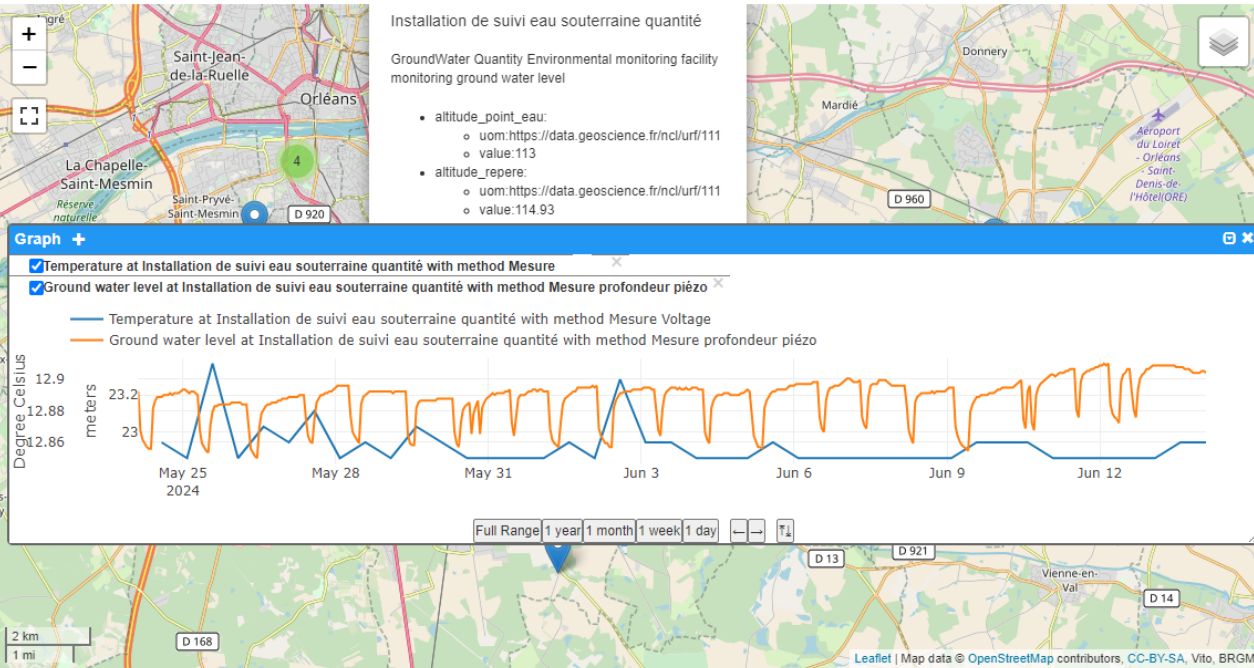 Ingré
+
−
Saint-Jean-
de-la-Ruelle
Orléans
4
La Chapelle-
Saint-Mesmin
Saint-Pryvé-
Saint-Mesmin
Réserve
naturelle
D 920
Installation de suivi eau souterraine quantité
GroundWater Quantity Environmental monitoring facility
monitoring ground water level
altitude_point_eau:
uom:https://data.geoscience.fr/ncl/urf/111
value:113
altitude_repere:
uom:https://data.geoscience.fr/ncl/urf/111
value:114.93
Donnery
Mardié
Aéroport
du Loiret
- Orléans
- Saint-
Denis-de-
l'Hôtel(ORE)
D 960
Graph +
Temperature at Installation de suivi eau souterraine quantité with method Mesure
Ground water level at Installation de suivi eau souterraine quantité with method Mesure profondeur piézo
Temperature at Installation de suivi eau souterraine quantité with method Mesure Voltage
Ground water level at Installation de suivi eau souterraine quantité with method Mesure profondeur piézo
Degree Celsius
12.9
12.88
12.86
meters
23.2
23
May 25
2024
May 28
May 31
Jun 3
Jun 6
Jun 9
Jun 12
Full Range 1 year 1 month 1 week 1 day ← →
D 13
D 921
Vienne-en-
Val
D 14
D 168
2 km
1 mi
Leaflet | Map data © OpenStreetMap contributors, CC-BY-SA, Vito, BRGM